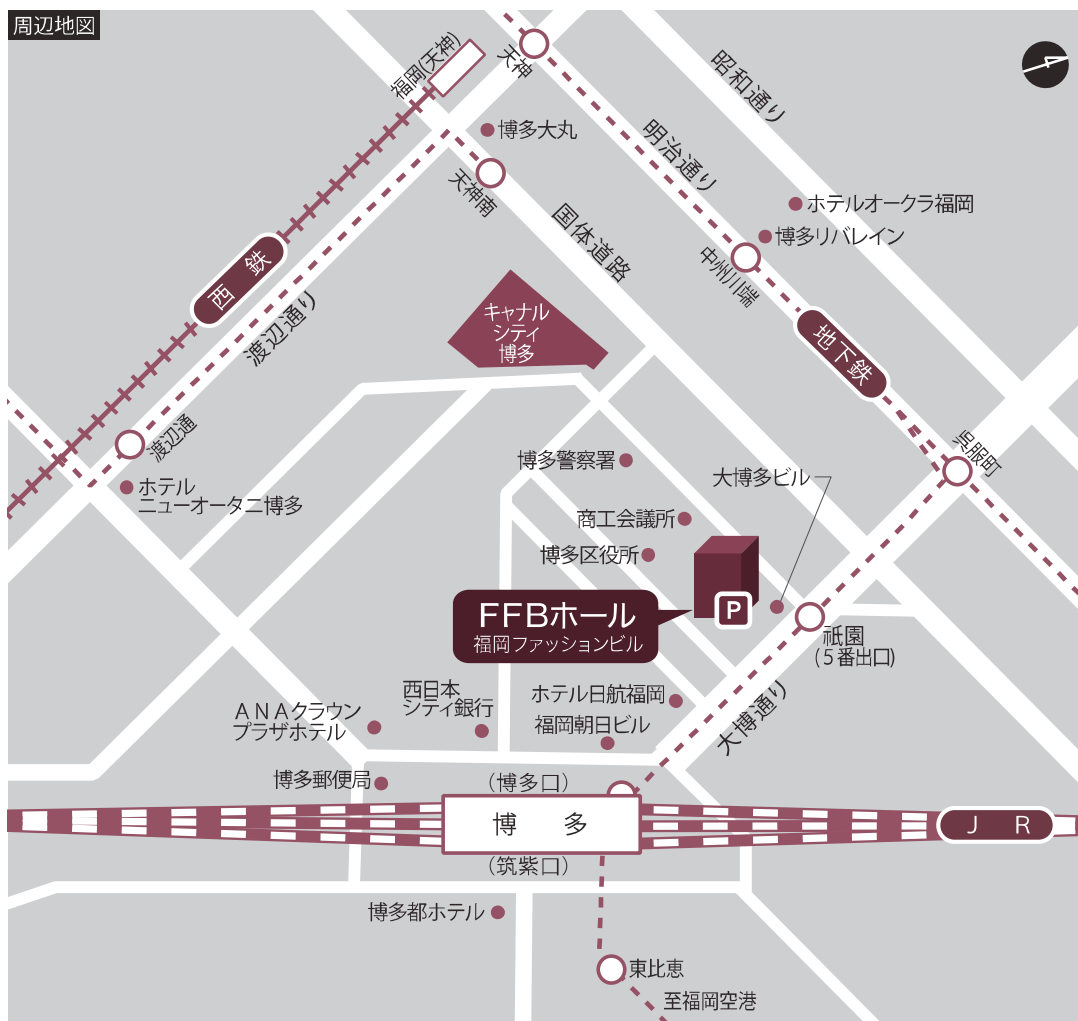 周辺地図
福岡(天神)
天神
昭和通り
明治通り
博多大丸
天神南
国体道路
ホテルオークラ福岡
博多リバレイン
中州川端
西 鉄
渡辺通り
キャナル
シティ
博多
地下鉄
渡辺通
呉服町
ホテル
ニューオータニ博多
博多警察署
大博多ビル
商工会議所
博多区役所
FFBホール
福岡ファッションビル
P
祇園
(5番出口)
西日本
シティ銀行
ホテル日航福岡
大博通り
ANAクラウン
プラザホテル
福岡朝日ビル
博多郵便局
(博多口)
博 多
J R
(筑紫口)
博多都ホテル
東比恵
至福岡空港